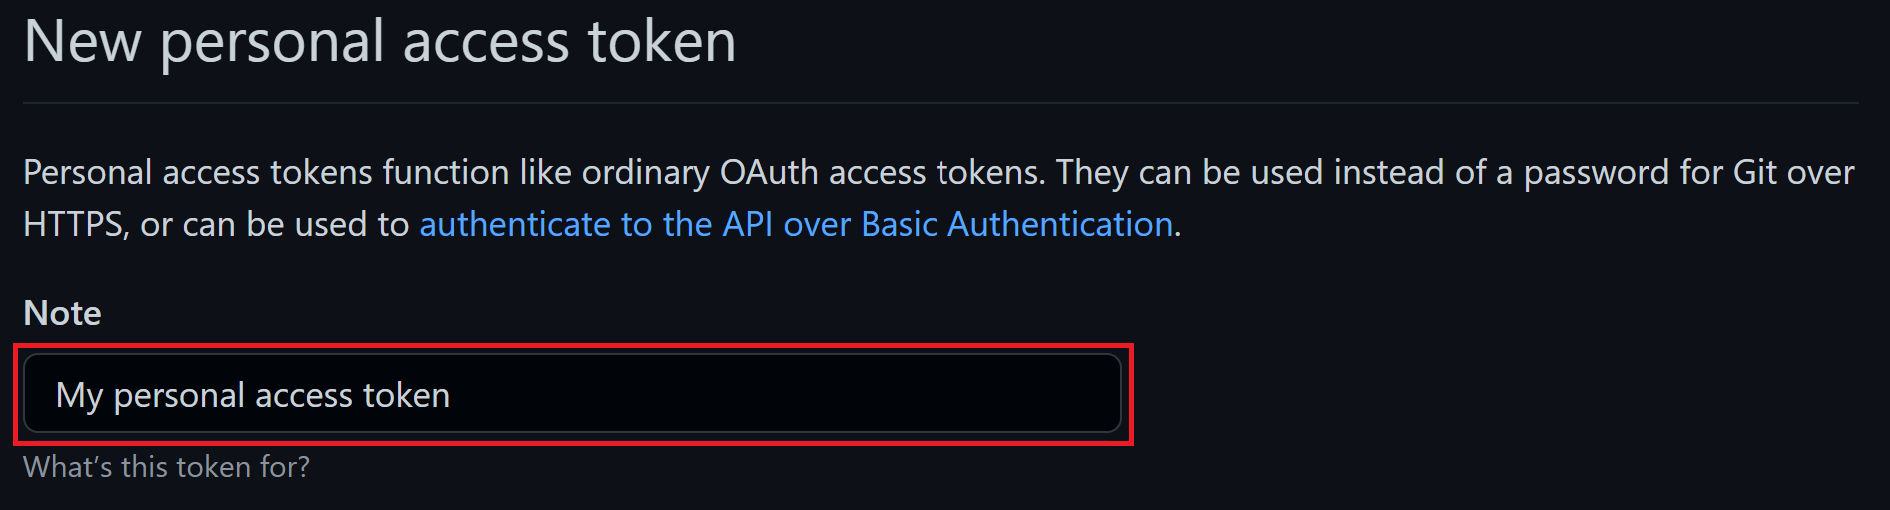 New personal access token
Personal access tokens function like ordinary OAuth access tokens. They can be used instead of a password for Git over
HTTPS, or can be used to authenticate to the API over Basic Authentication.
Note
My personal access token
What’s this token for?